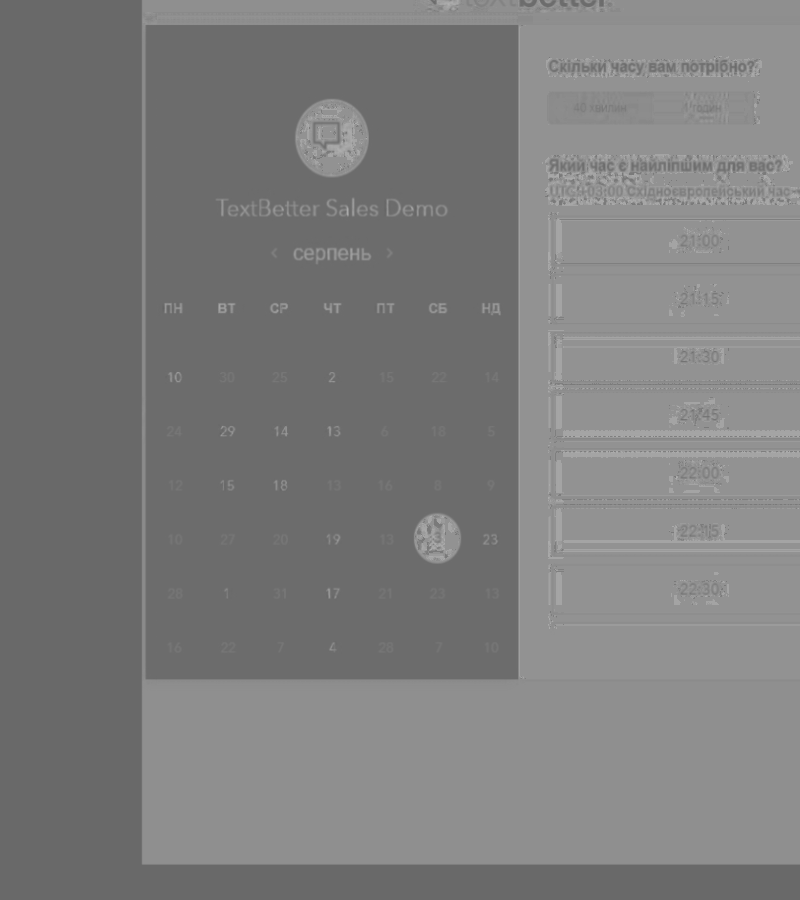 textbetter.
TextBetter Sales Demo
‹ серпень ›
ПН ВТ СР ЧТ ПТ СБ НД
10 30 25 2 15 22 14
24 29 14 13 6 18 5
12 15 18 13 16 8 9
10 27 20 19 13 23
28 1 31 17 21 23 13
16 22 7 4 28 7 10
Скільки часу вам потрібно?
45 хвилин 1 годин
Який час є найліпшим для вас?
UTC +03:00 Східноєвропейський час
21:00
21:15
21:30
21:45
22:00
22:15
22:30